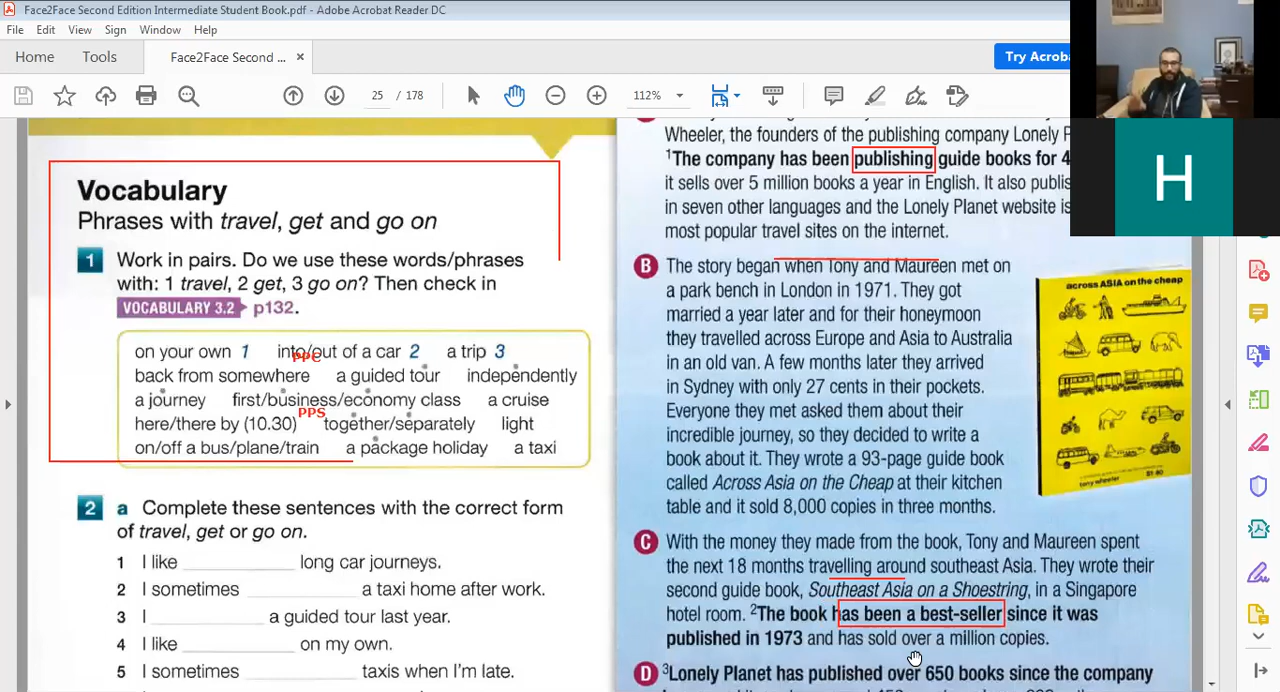 Face2Face Second Edition Intermediate Student Book.pdf - Adobe Acrobat Reader DC
File Edit View Sign Window Help
Home Tools Face2Face Second ... × Try Acroba
25 / 178 112%
Vocabulary
Phrases with travel, get and go on
1 Work in pairs. Do we use these words/phrases
with: 1 travel, 2 get, 3 go on? Then check in
VOCABULARY 3.2 p132.
on your own 1 into/out of a car 2 a trip 3
PPC
back from somewhere a guided tour independently
a journey first/business/economy class a cruise
PPS
here/there by (10.30) together/separately light
on/off a bus/plane/train a package holiday a taxi
2 a Complete these sentences with the correct form
of travel, get or go on.
1 I like long car journeys.
2 I sometimes a taxi home after work.
3 I a guided tour last year.
4 I like on my own.
5 I sometimes taxis when I'm late.
Wheeler, the founders of the publishing company Lonely P
1The company has been publishing guide books for 4
it sells over 5 million books a year in English. It also publis
in seven other languages and the Lonely Planet website is
most popular travel sites on the internet.
B The story began when Tony and Maureen met on
a park bench in London in 1971. They got
married a year later and for their honeymoon
they travelled across Europe and Asia to Australia
in an old van. A few months later they arrived
in Sydney with only 27 cents in their pockets.
Everyone they met asked them about their
incredible journey, so they decided to write a
book about it. They wrote a 93-page guide book
called Across Asia on the Cheap at their kitchen
table and it sold 8,000 copies in three months.
across ASIA on the cheap
tony wheeler
$1.80
C With the money they made from the book, Tony and Maureen spent
the next 18 months travelling around southeast Asia. They wrote their
second guide book, Southeast Asia on a Shoestring, in a Singapore
hotel room. 2The book has been a best-seller since it was
published in 1973 and has sold over a million copies.
D 3Lonely Planet has published over 650 books since the company
H